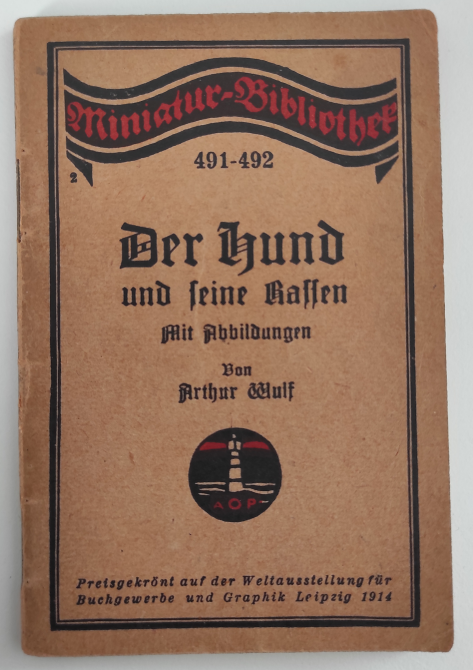 Miniatur-Bibliothek
491-492
2
Der Hund
und seine Rassen
Mit Abbildungen
Von
Arthur Wulf
AOP
Preisgekrönt auf der Weltausstellung für
Buchgewerbe und Graphik Leipzig 1914